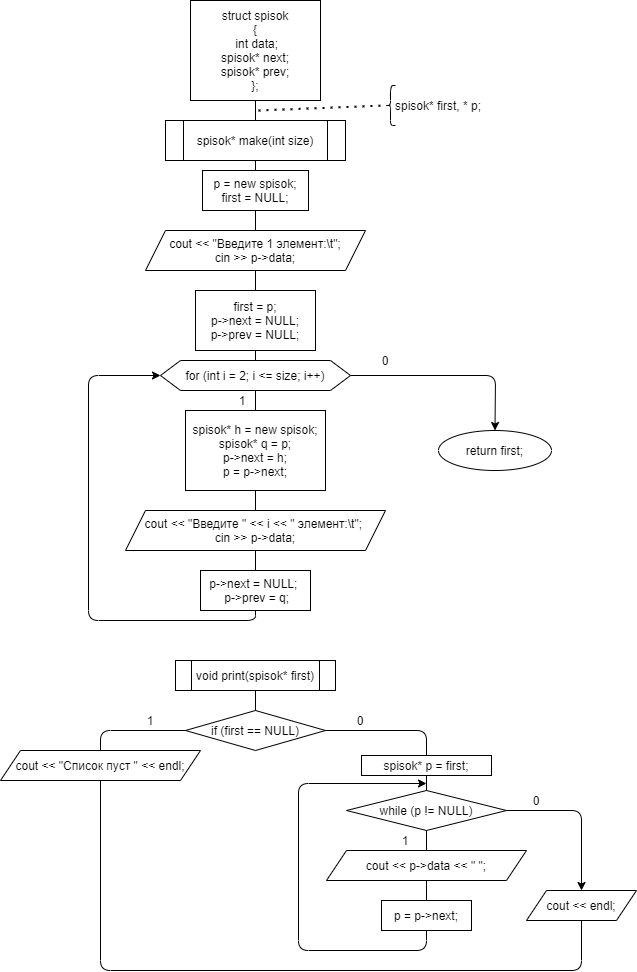 struct spisok
{
int data;
spisok* next;
spisok* prev;
};
spisok* first, * p;
spisok* make(int size)
p = new spisok;
first = NULL;
cout << "Введите 1 элемент:\t";
cin >> p->data;
first = p;
p->next = NULL;
p->prev = NULL;
for (int i = 2; i <= size; i++)
0
1
spisok* h = new spisok;
spisok* q = p;
p->next = h;
p = p->next;
return first;
cout << "Введите " << i << " элемент:\t";
cin >> p->data;
p->next = NULL;
p->prev = q;
void print(spisok* first)
if (first == NULL)
1
0
cout << "Список пуст " << endl;
spisok* p = first;
while (p != NULL)
0
1
cout << p->data << " ";
p = p->next;
cout << endl;